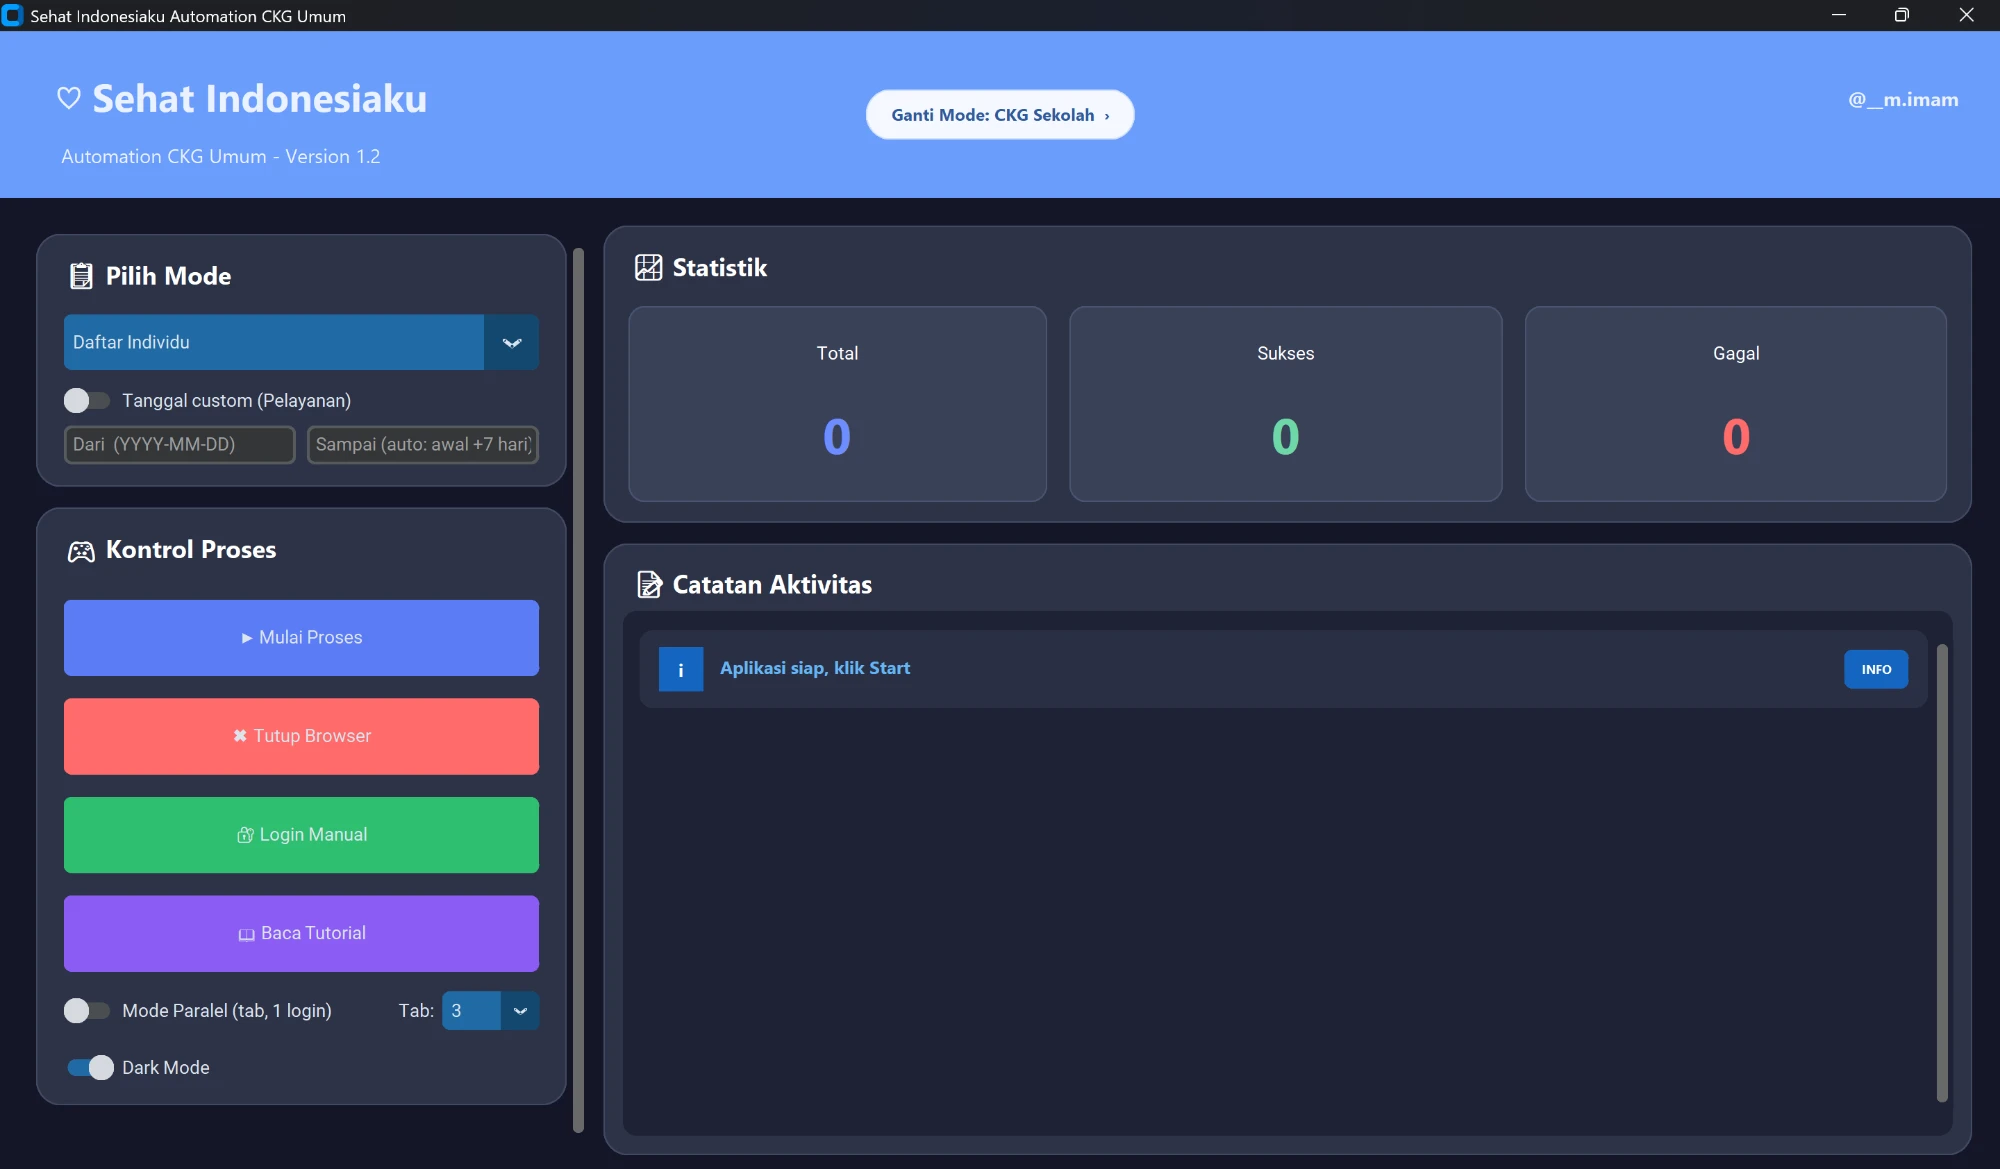 Sehat Indonesiaku Automation CKG Umum
♡ Sehat Indonesiaku
Automation CKG Umum - Version 1.2
Ganti Mode: CKG Sekolah ›
@__m.imam
Pilih Mode
Daftar Individu
Tanggal custom (Pelayanan)
Dari (YYYY-MM-DD)
Sampai (auto: awal +7 hari)
Kontrol Proses
► Mulai Proses
✖ Tutup Browser
Login Manual
Baca Tutorial
Mode Paralel (tab, 1 login)
Tab: 3
Dark Mode
Statistik
Total
0
Sukses
0
Gagal
0
Catatan Aktivitas
i
Aplikasi siap, klik Start
INFO